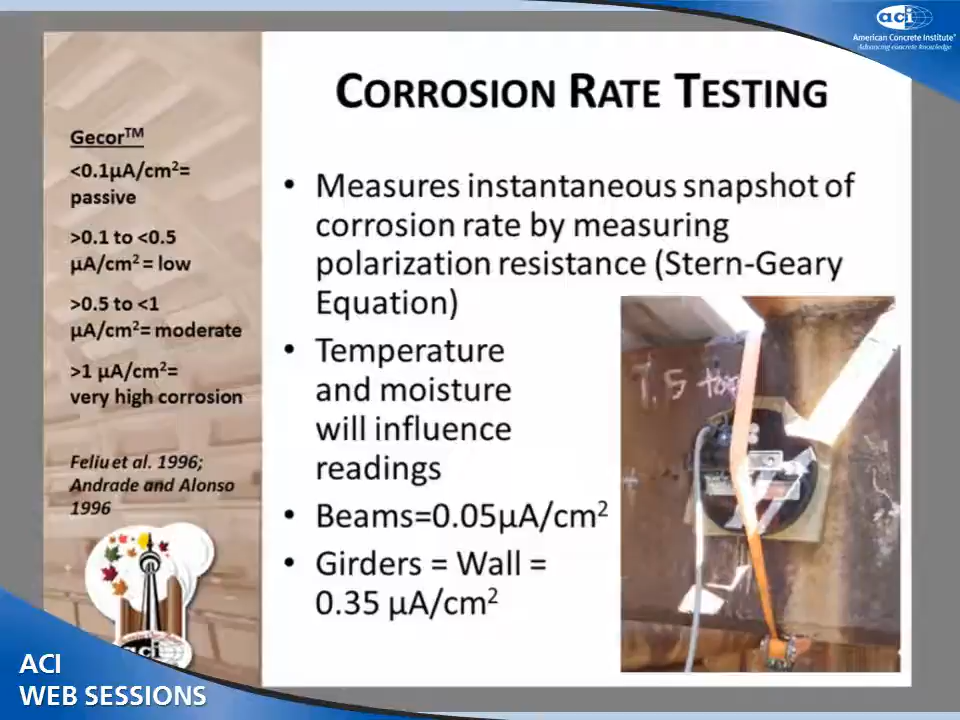 aci
American Concrete Institute®
Advancing concrete knowledge
CORROSION RATE TESTING
Gecor™
<0.1µA/cm²=
passive
>0.1 to <0.5
µA/cm² = low
>0.5 to <1
µA/cm²= moderate
>1 µA/cm²=
very high corrosion
Feliu et al. 1996;
Andrade and Alonso
1996
• Measures instantaneous snapshot of
corrosion rate by measuring
polarization resistance (Stern-Geary
Equation)
• Temperature
and moisture
will influence
readings
• Beams=0.05µA/cm²
• Girders = Wall =
0.35 µA/cm²
aci
ACI
WEB SESSIONS